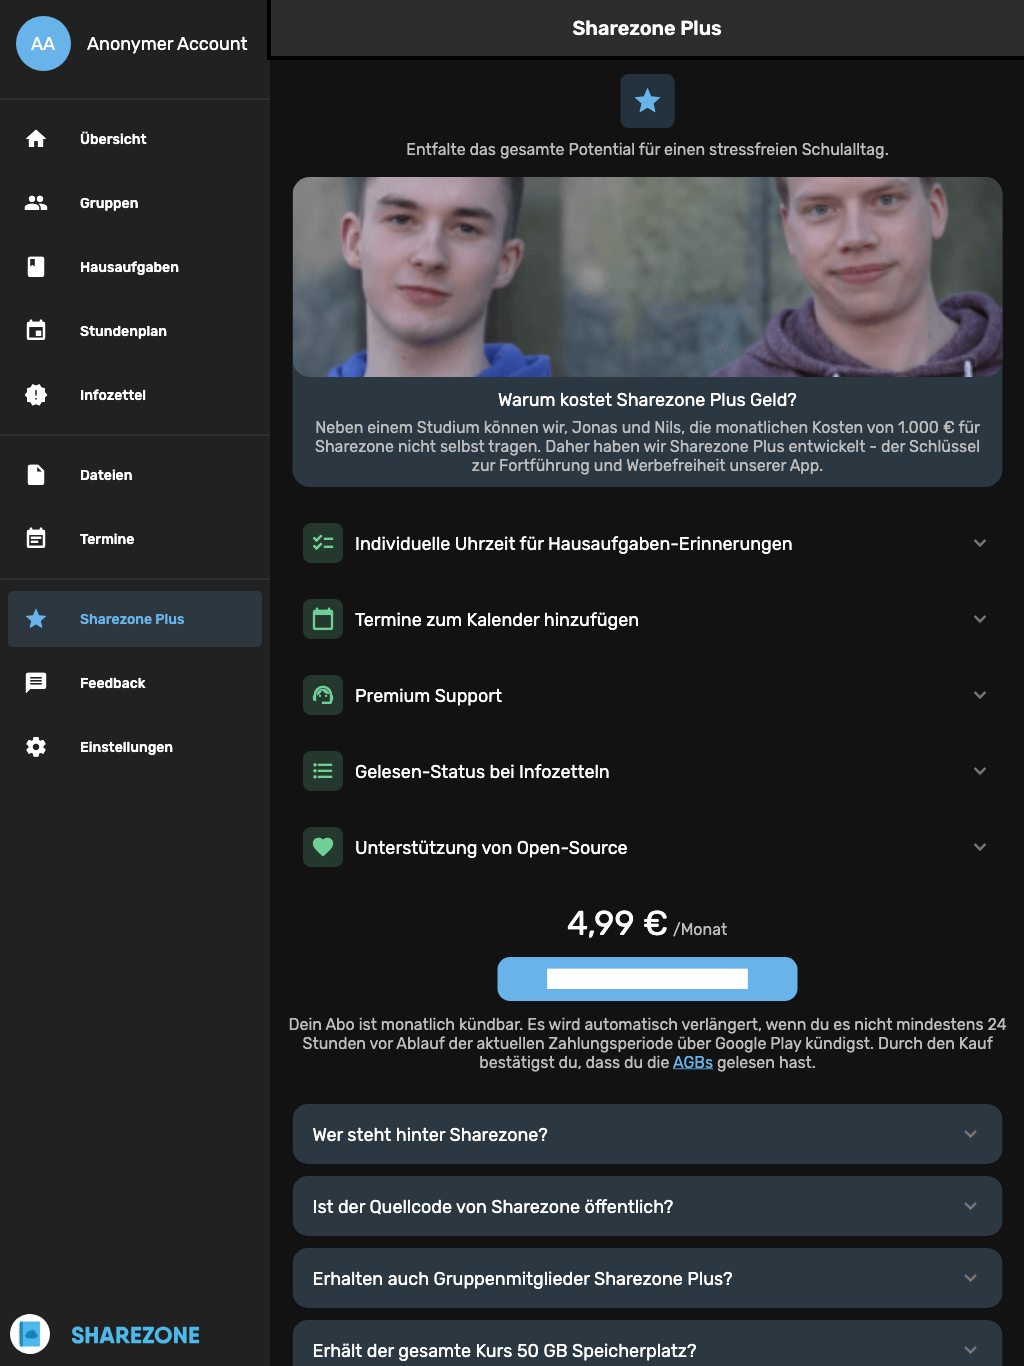 AA
Anonymer Account
Übersicht
Gruppen
Hausaufgaben
Stundenplan
Infozettel
Dateien
Termine
Sharezone Plus
Feedback
Einstellungen
SHAREZONE
Sharezone Plus
Entfalte das gesamte Potential für einen stressfreien Schulalltag.
Warum kostet Sharezone Plus Geld?
Neben einem Studium können wir, Jonas und Nils, die monatlichen Kosten von 1.000 € für
Sharezone nicht selbst tragen. Daher haben wir Sharezone Plus entwickelt - der Schlüssel
zur Fortführung und Werbefreiheit unserer App.
Individuelle Uhrzeit für Hausaufgaben-Erinnerungen
Termine zum Kalender hinzufügen
Premium Support
Gelesen-Status bei Infozetteln
Unterstützung von Open-Source
4,99 € /Monat
Dein Abo ist monatlich kündbar. Es wird automatisch verlängert, wenn du es nicht mindestens 24
Stunden vor Ablauf der aktuellen Zahlungsperiode über Google Play kündigst. Durch den Kauf
bestätigst du, dass du die AGBs gelesen hast.
Wer steht hinter Sharezone?
Ist der Quellcode von Sharezone öffentlich?
Erhalten auch Gruppenmitglieder Sharezone Plus?
Erhält der gesamte Kurs 50 GB Speicherplatz?